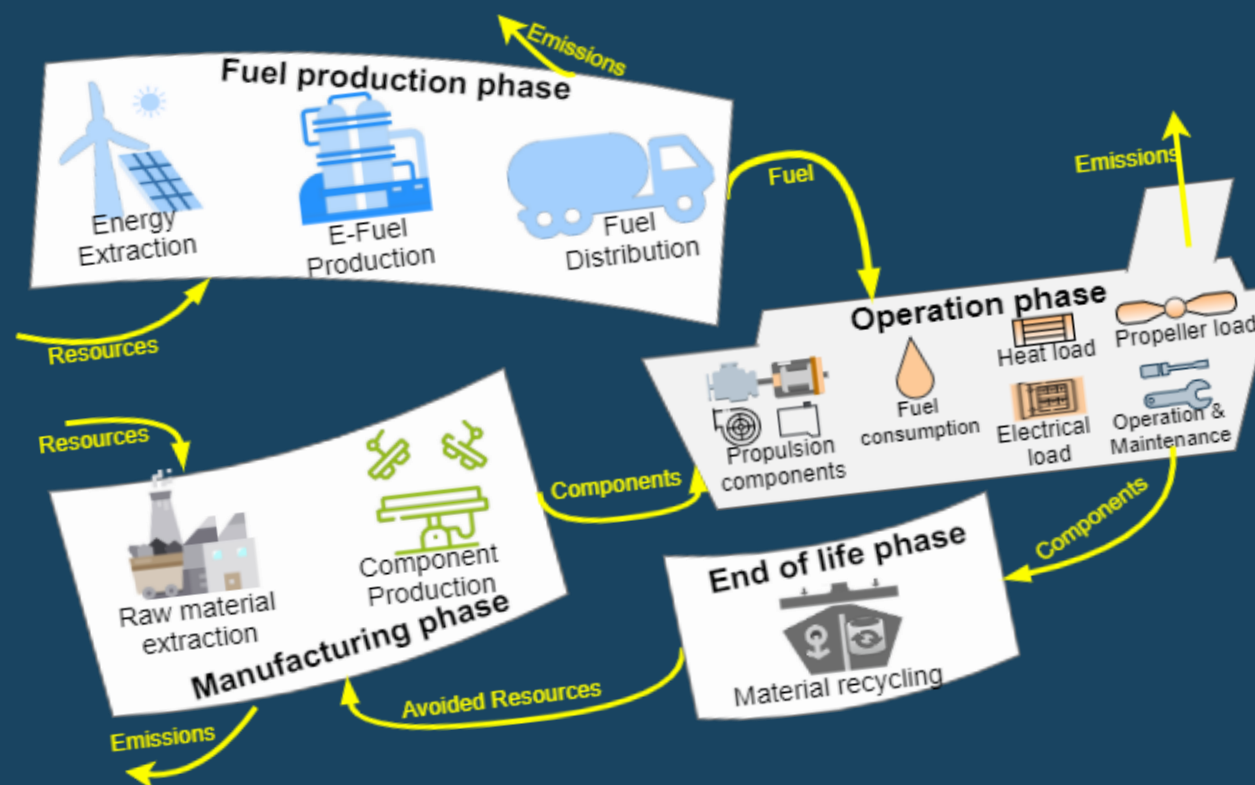 Emissions
Fuel production phase
Energy
Extraction
E-Fuel
Production
Fuel
Distribution
Fuel
Emissions
Resources
Operation phase
Propulsion
components
Fuel
consumption
Heat load
Electrical
load
Propeller load
Operation &
Maintenance
Resources
Raw material
extraction
Component
Production
Manufacturing phase
Components
Components
End of life phase
Material recycling
Avoided Resources
Emissions